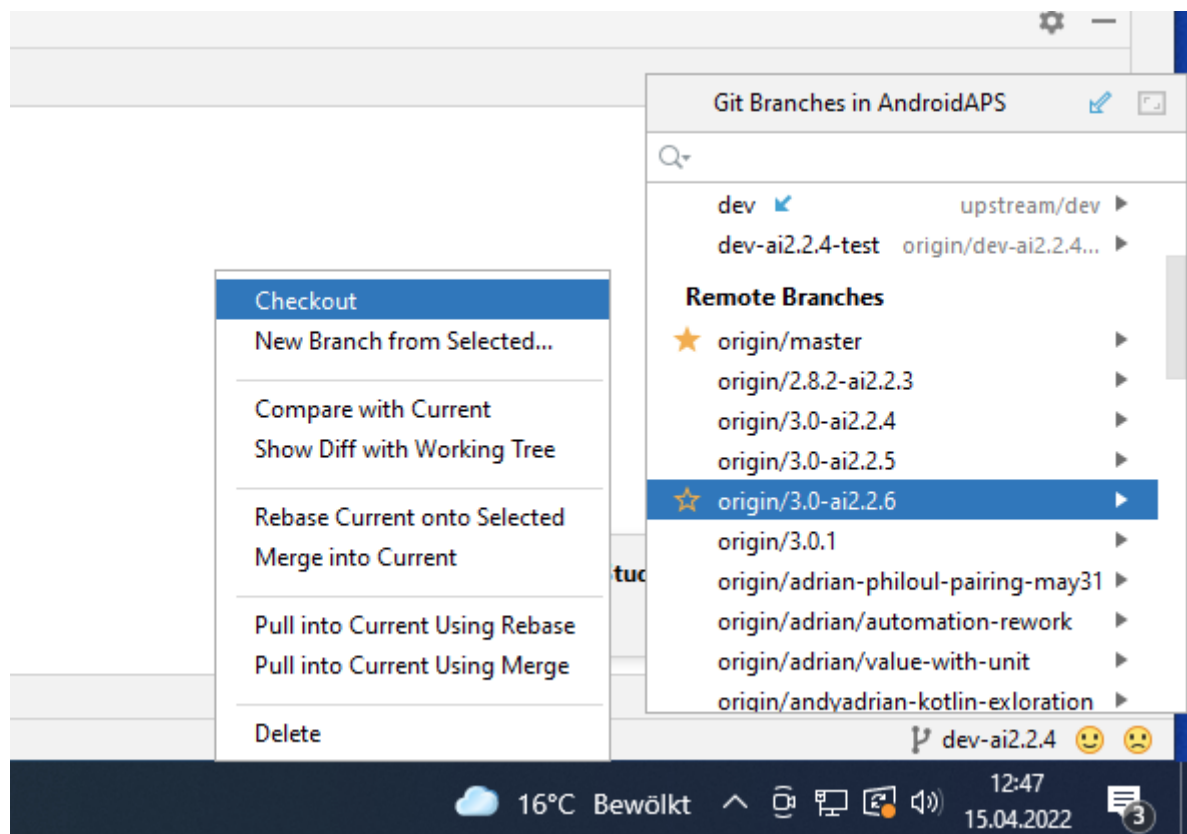 Git Branches in AndroidAPS
dev upstream/dev
dev-ai2.2.4-test origin/dev-ai2.2.4...
Remote Branches
origin/master
origin/2.8.2-ai2.2.3
origin/3.0-ai2.2.4
origin/3.0-ai2.2.5
origin/3.0-ai2.2.6
origin/3.0.1
origin/adrian-philoul-pairing-may31
origin/adrian/automation-rework
origin/adrian/value-with-unit
origin/andyadrian-kotlin-exloration
Checkout
New Branch from Selected...
Compare with Current
Show Diff with Working Tree
Rebase Current onto Selected
Merge into Current
Pull into Current Using Rebase
Pull into Current Using Merge
Delete
dev-ai2.2.4
16°C Bewölkt
12:47
15.04.2022
3